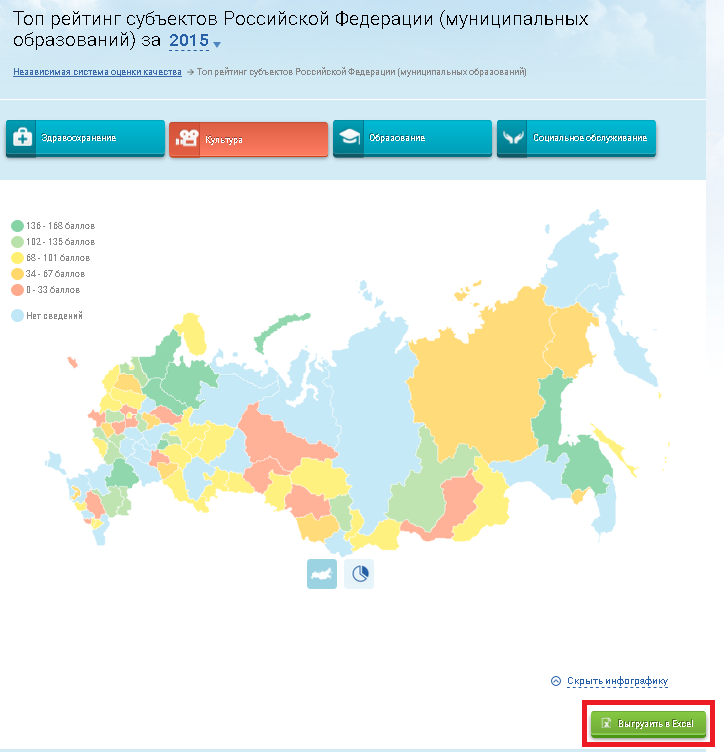 Топ рейтинг субъектов Российской Федерации (муниципальных
образований) за 2015
Независимая система оценки качества → Топ рейтинг субъектов Российской Федерации (муниципальных образований)
Здравоохранение
Культура
Образование
Социальное обслуживание
136 - 168 баллов
102 - 135 баллов
68 - 101 баллов
34 - 67 баллов
0 - 33 баллов
Нет сведений
Скрыть инфографику
Выгрузить в Excel